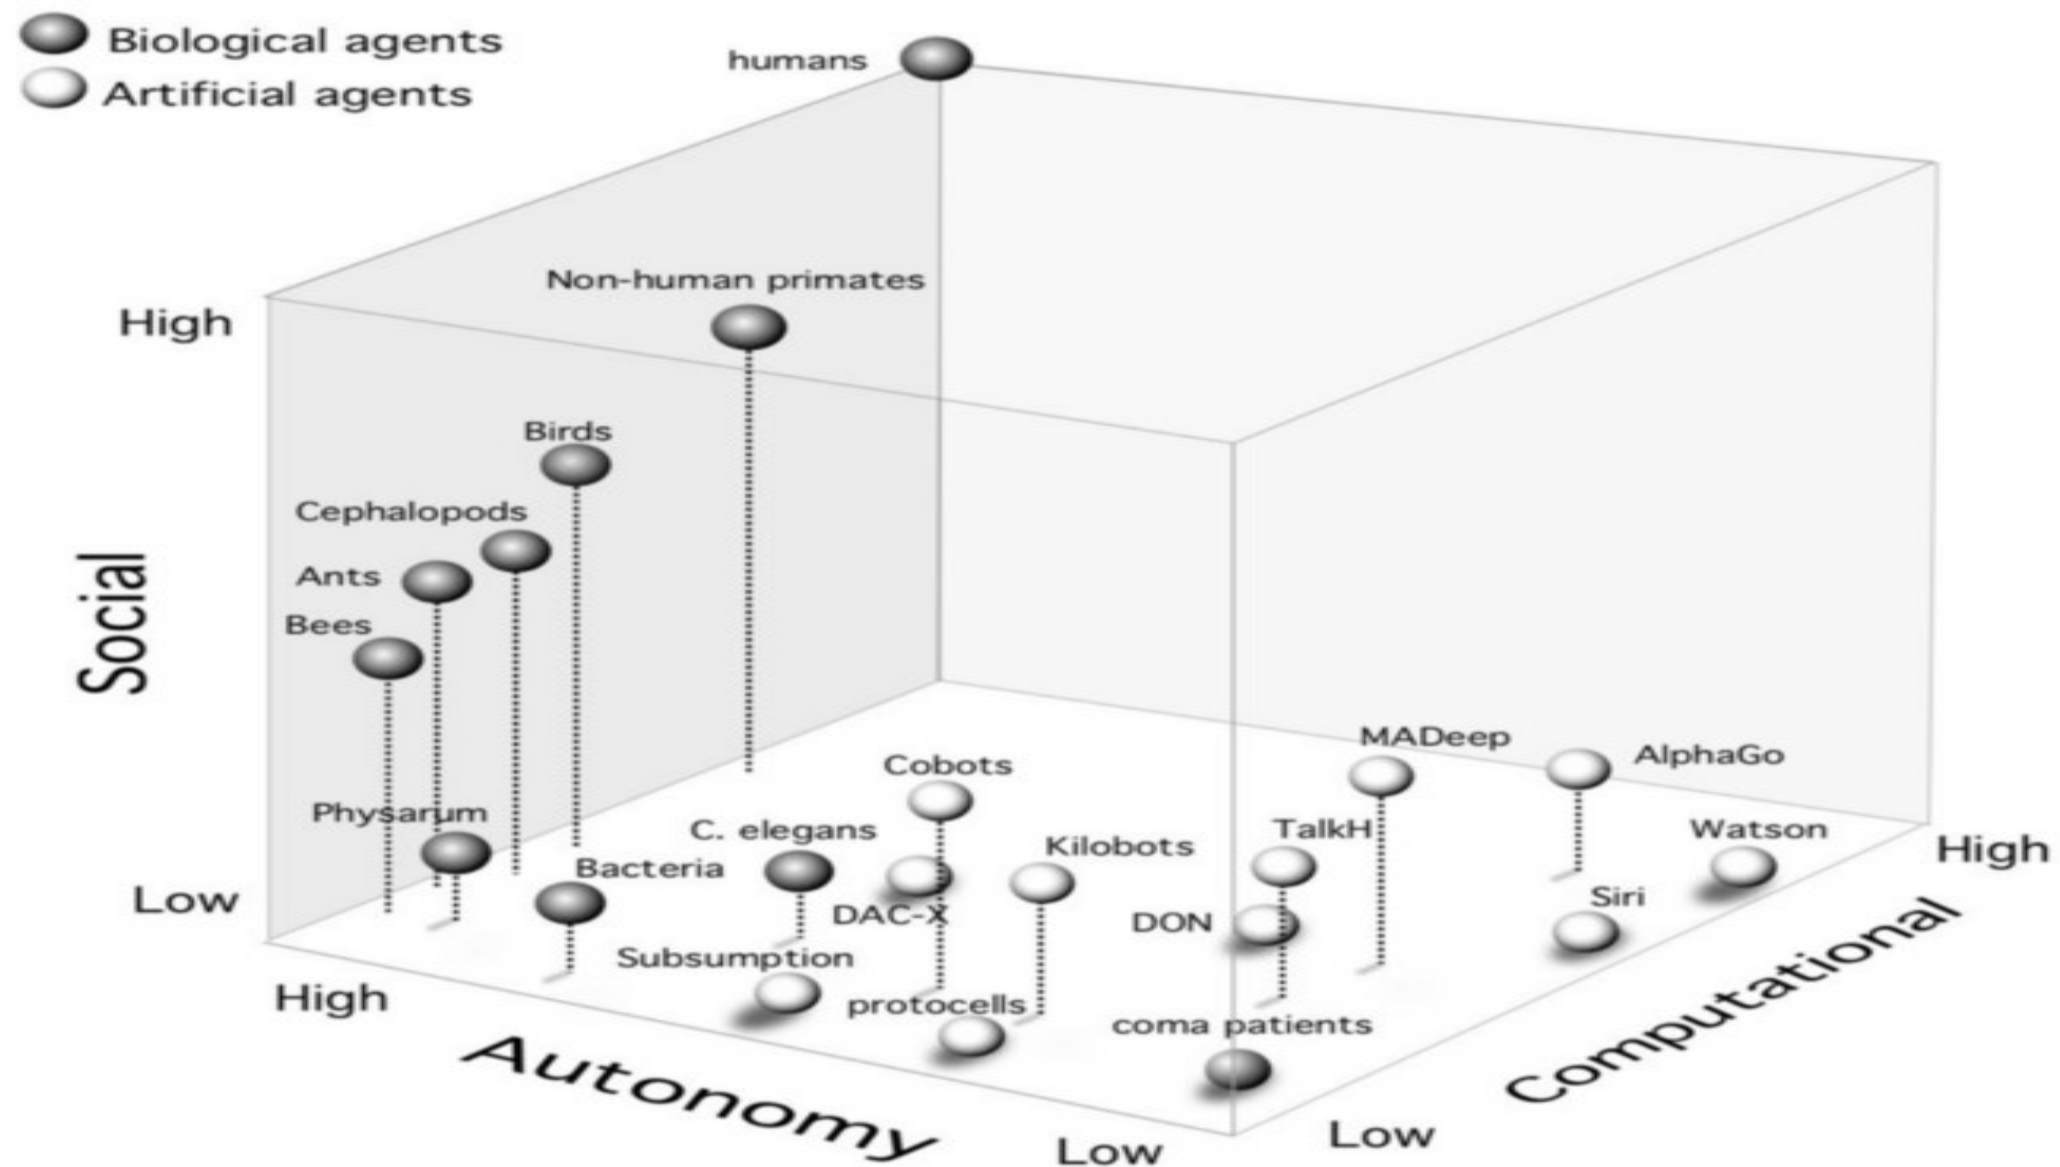 Biological agents
Artificial agents
humans
Non-human primates
High
Birds
Cephalopods
Ants
Bees
Social
Physarum
Low
Bacteria
C. elegans
Cobots
DAC-X
Kilobots
Subsumption
protocells
MADeep
AlphaGo
TalkH
Watson
DON
Siri
coma patients
High
Autonomy
Low
High
Computational
Low